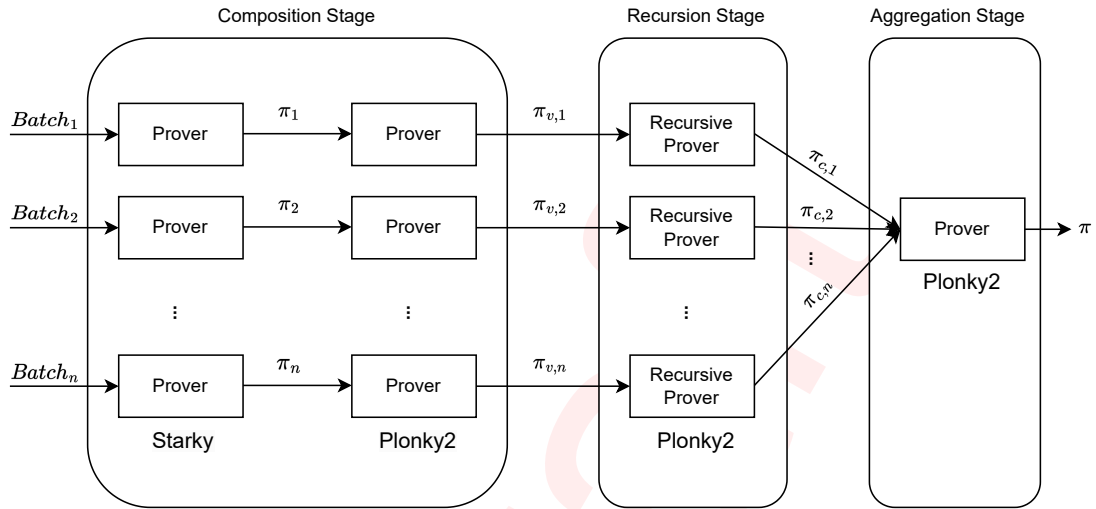 Composition Stage
Recursion Stage
Aggregation Stage
Batch₁
Prover
π₁
Prover
π_{v,1}
Recursive
Prover
π_{c,1}
Batch₂
Prover
π₂
Prover
π_{v,2}
Recursive
Prover
π_{c,2}
Prover
π
Plonky2
...
...
...
...
π_{c,n}
Batchₙ
Prover
πₙ
Prover
π_{v,n}
Recursive
Prover
Starky
Plonky2
Plonky2